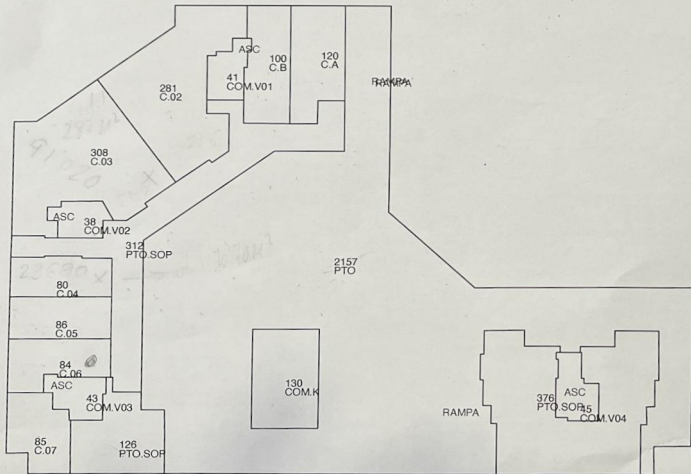 ASC
41
COM.V01
100
C.B
120
C.A
RAMPA
RAMPA
281
C.02
308
C.03
ASC
38
COM.V02
312
PTO.SOP
2157
PTO
80
C.04
86
C.05
84
C.06
ASC
43
COM.V03
85
C.07
126
PTO.SOP
130
COM.K
RAMPA
376
PTO.SOP
ASC
45
COM.V04